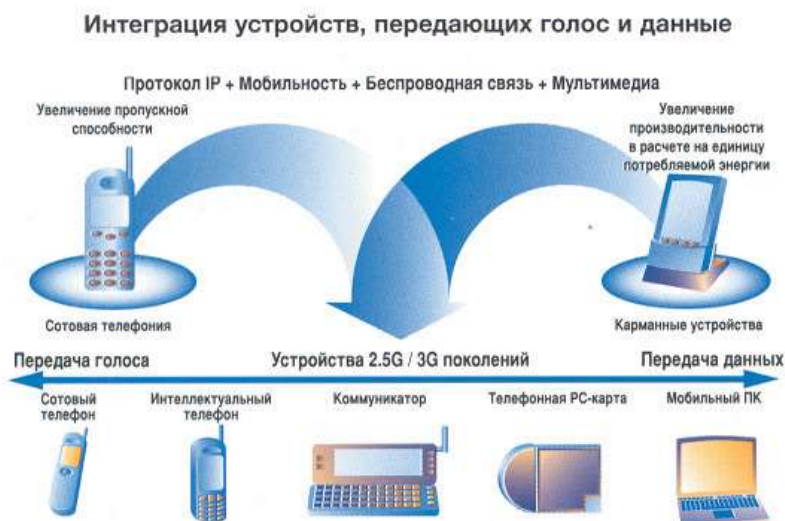 Интеграция устройств, передающих голос и данные
Протокол IP + Мобильность + Беспроводная связь + Мультимедиа
Увеличение пропускной
способности
Увеличение
производительности
в расчете на единицу
потребляемой энергии
Сотовая телефония
Карманные устройства
Передача голоса
Устройства 2.5G / 3G поколений
Передача данных
Сотовый
телефон
Интеллектуальный
телефон
Коммуникатор
Телефонная PC-карта
Мобильный ПК